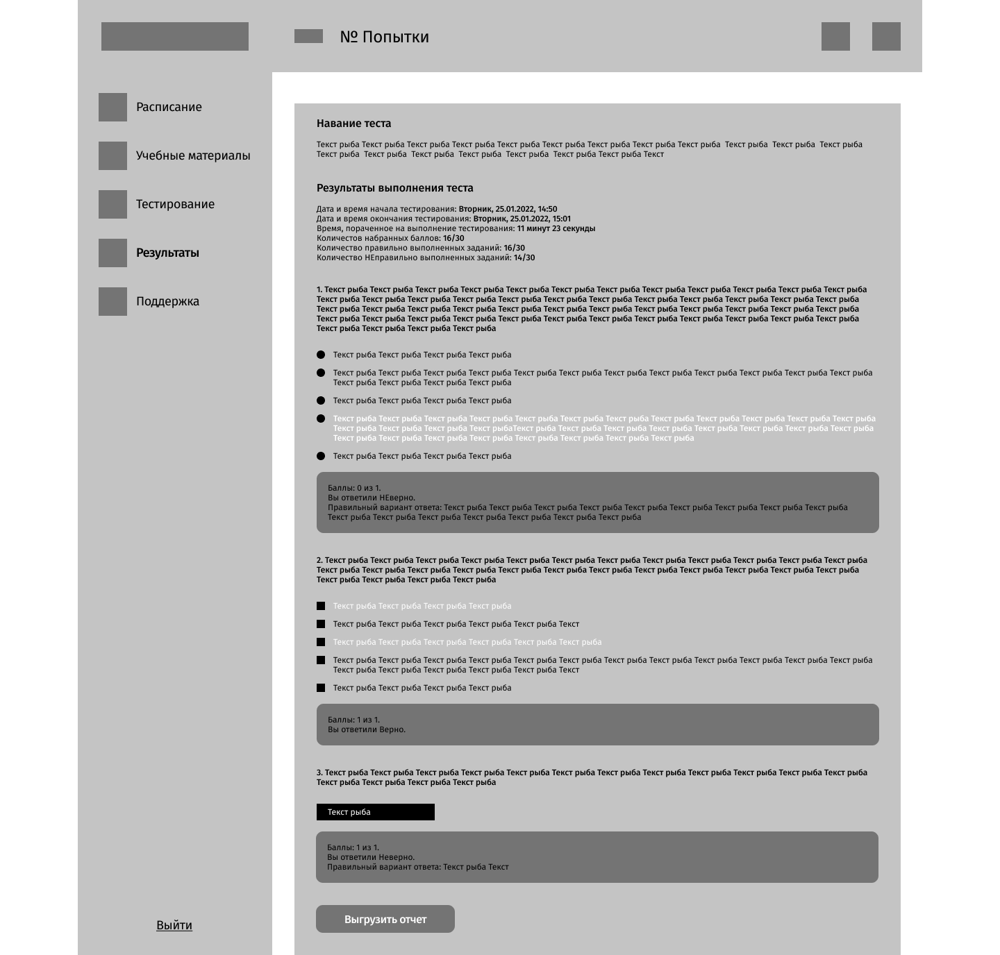 № Попытки
Расписание
Учебные материалы
Тестирование
Результаты
Поддержка
Выйти
Навание теста
Текст рыба Текст рыба Текст рыба Текст рыба Текст рыба Текст рыба Текст рыба Текст рыба Текст рыба  Текст рыба  Текст рыба  Текст рыба
Текст рыба  Текст рыба  Текст рыба  Текст рыба  Текст рыба  Текст рыба Текст рыба Текст
Результаты выполнения теста
Дата и время начала тестирования: Вторник, 25.01.2022, 14:50
Дата и время окончания тестирования: Вторник, 25.01.2022, 15:01
Время, пораченное на выполнение тестирования: 11 минут 23 секунды
Количестов набранных баллов: 16/30
Количество правильно выполненных заданий: 16/30
Количество НЕправильно выполненных заданий: 14/30
1. Текст рыба Текст рыба Текст рыба Текст рыба Текст рыба Текст рыба Текст рыба Текст рыба Текст рыба Текст рыба Текст рыба Текст рыба
Текст рыба Текст рыба Текст рыба Текст рыба Текст рыба Текст рыба Текст рыба Текст рыба Текст рыба Текст рыба Текст рыба Текст рыба
Текст рыба Текст рыба Текст рыба Текст рыба Текст рыба Текст рыба Текст рыба Текст рыба Текст рыба Текст рыба Текст рыба Текст рыба
Текст рыба Текст рыба Текст рыба Текст рыба Текст рыба Текст рыба Текст рыба Текст рыба Текст рыба Текст рыба Текст рыба Текст рыба
Текст рыба Текст рыба Текст рыба Текст рыба
Текст рыба Текст рыба Текст рыба Текст рыба
Текст рыба Текст рыба Текст рыба Текст рыба Текст рыба Текст рыба Текст рыба Текст рыба Текст рыба Текст рыба Текст рыба Текст рыба
Текст рыба Текст рыба Текст рыба Текст рыба
Текст рыба Текст рыба Текст рыба Текст рыба
Текст рыба Текст рыба Текст рыба Текст рыба Текст рыба Текст рыба Текст рыба Текст рыба Текст рыба Текст рыба Текст рыба Текст рыба
Текст рыба Текст рыба Текст рыба Текст рыбаТекст рыба Текст рыба Текст рыба Текст рыба Текст рыба Текст рыба Текст рыба Текст рыба
Текст рыба Текст рыба Текст рыба Текст рыба Текст рыба Текст рыба Текст рыба Текст рыба
Текст рыба Текст рыба Текст рыба Текст рыба
Баллы: 0 из 1.
Вы ответили НЕверно.
Правильный вариант ответа: Текст рыба Текст рыба Текст рыба Текст рыба Текст рыба Текст рыба Текст рыба Текст рыба Текст рыба
Текст рыба Текст рыба Текст рыба Текст рыба Текст рыба Текст рыба Текст рыба
2. Текст рыба Текст рыба Текст рыба Текст рыба Текст рыба Текст рыба Текст рыба Текст рыба Текст рыба Текст рыба Текст рыба Текст рыба
Текст рыба Текст рыба Текст рыба Текст рыба Текст рыба Текст рыба Текст рыба Текст рыба Текст рыба Текст рыба Текст рыба Текст рыба
Текст рыба Текст рыба Текст рыба Текст рыба
Текст рыба Текст рыба Текст рыба Текст рыба
Текст рыба Текст рыба Текст рыба Текст рыба Текст рыба Текст
Текст рыба Текст рыба Текст рыба Текст рыба Текст рыба Текст рыба
Текст рыба Текст рыба Текст рыба Текст рыба Текст рыба Текст рыба Текст рыба Текст рыба Текст рыба Текст рыба Текст рыба Текст рыба
Текст рыба Текст рыба Текст рыба Текст рыба Текст рыба Текст
Текст рыба Текст рыба Текст рыба Текст рыба
Баллы: 1 из 1.
Вы ответили Верно.
3. Текст рыба Текст рыба Текст рыба Текст рыба Текст рыба Текст рыба Текст рыба Текст рыба Текст рыба Текст рыба Текст рыба Текст рыба
Текст рыба Текст рыба Текст рыба Текст рыба
Текст рыба
Баллы: 1 из 1.
Вы ответили Неверно.
Правильный вариант ответа: Текст рыба Текст
Выгрузить отчет